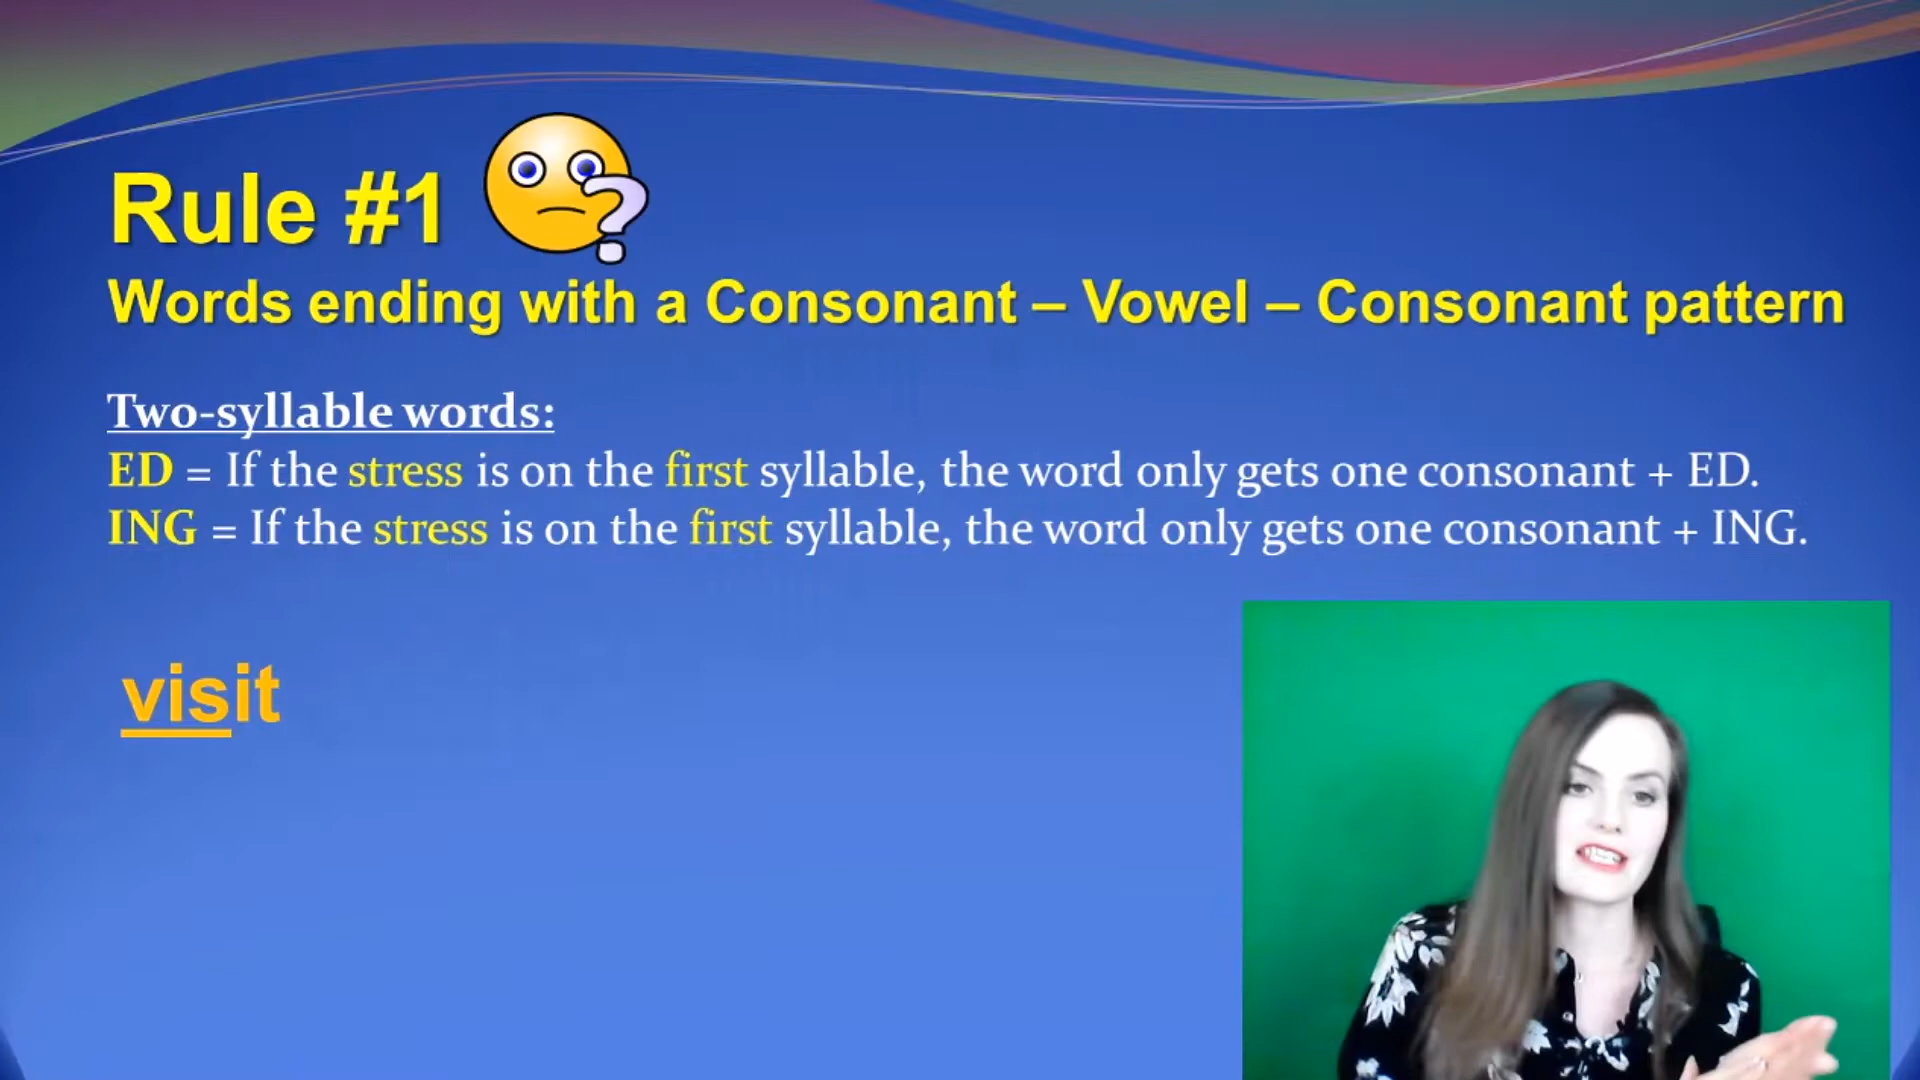 Rule #1
Words ending with a Consonant – Vowel – Consonant pattern
Two-syllable words:
ED = If the stress is on the first syllable, the word only gets one consonant + ED.
ING = If the stress is on the first syllable, the word only gets one consonant + ING.
visit